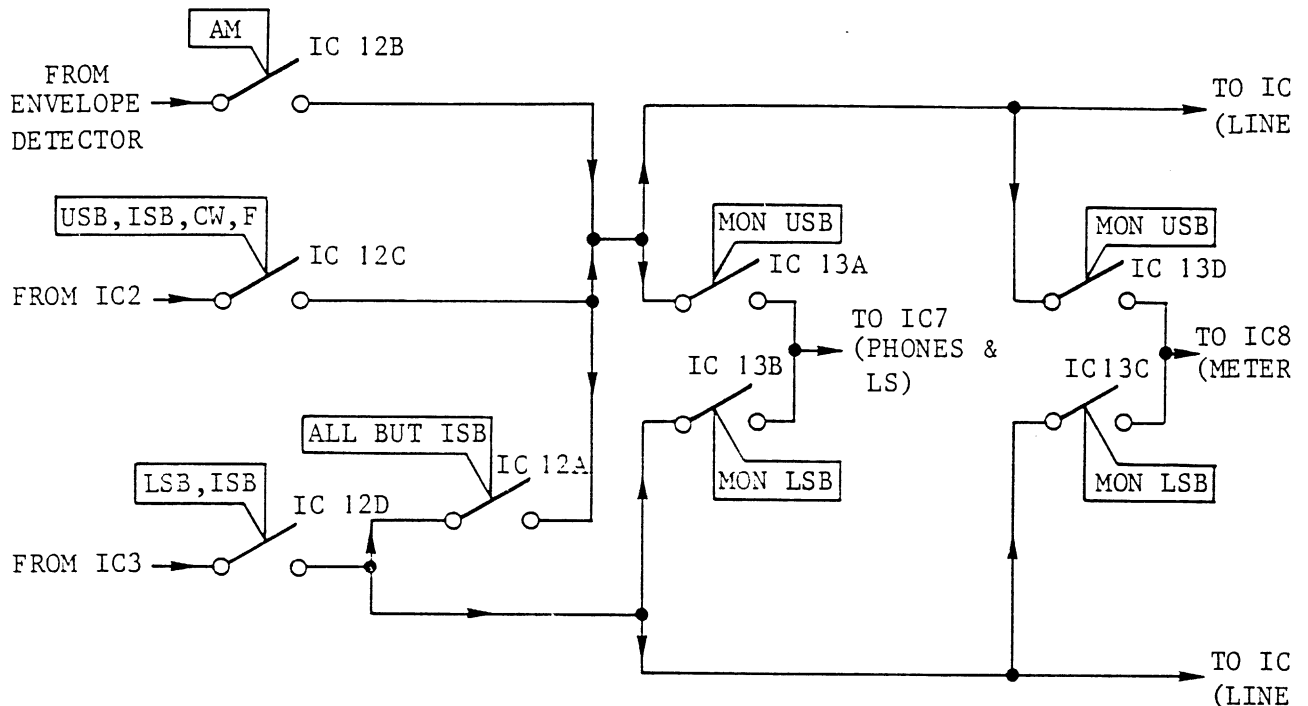 AM
IC 12B
FROM
ENVELOPE
DETECTOR
TO IC
(LINE
USB,ISB,CW,F
IC 12C
FROM IC2
MON USB
IC 13A
MON USB
IC 13D
TO IC7
(PHONES &
LS)
TO IC8
(METER
IC 13B
IC13C
ALL BUT ISB
IC 12A
MON LSB
MON LSB
LSB,ISB
IC 12D
FROM IC3
TO IC
(LINE